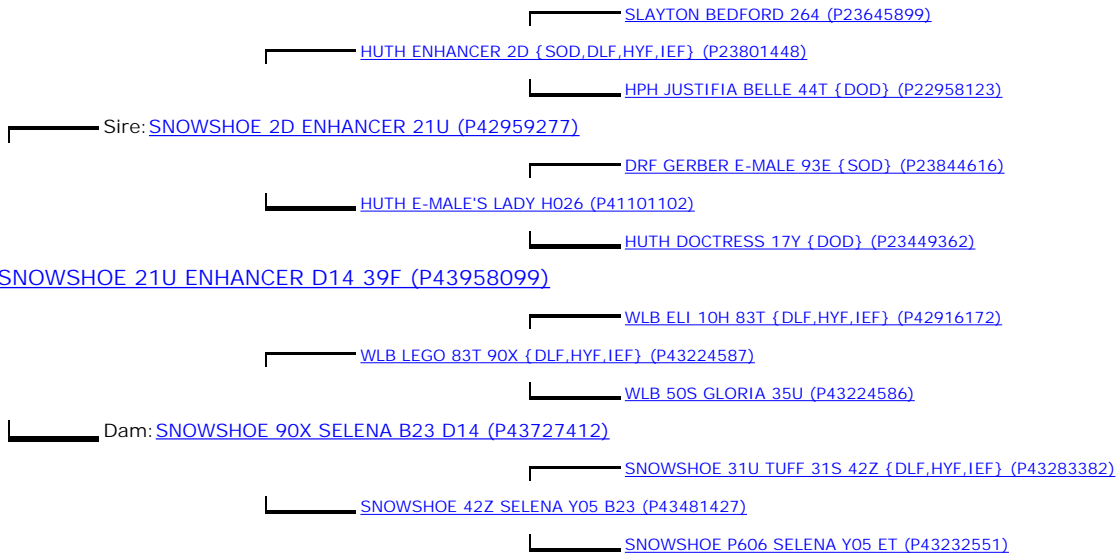 SLAYTON BEDFORD 264 (P23645899)
HUTH ENHANCER 2D {SOD,DLF,HYF,IEF} (P23801448)
HPH JUSTIFIA BELLE 44T {DOD} (P22958123)
Sire: SNOWSHOE 2D ENHANCER 21U (P42959277)
DRF GERBER E-MALE 93E {SOD} (P23844616)
HUTH E-MALE'S LADY H026 (P41101102)
HUTH DOCTRESS 17Y {DOD} (P23449362)
SNOWSHOE 21U ENHANCER D14 39F (P43958099)
WLB ELI 10H 83T {DLF,HYF,IEF} (P42916172)
WLB LEGO 83T 90X {DLF,HYF,IEF} (P43224587)
WLB 50S GLORIA 35U (P43224586)
Dam: SNOWSHOE 90X SELENA B23 D14 (P43727412)
SNOWSHOE 31U TUFF 31S 42Z {DLF,HYF,IEF} (P43283382)
SNOWSHOE 42Z SELENA Y05 B23 (P43481427)
SNOWSHOE P606 SELENA Y05 ET (P43232551)